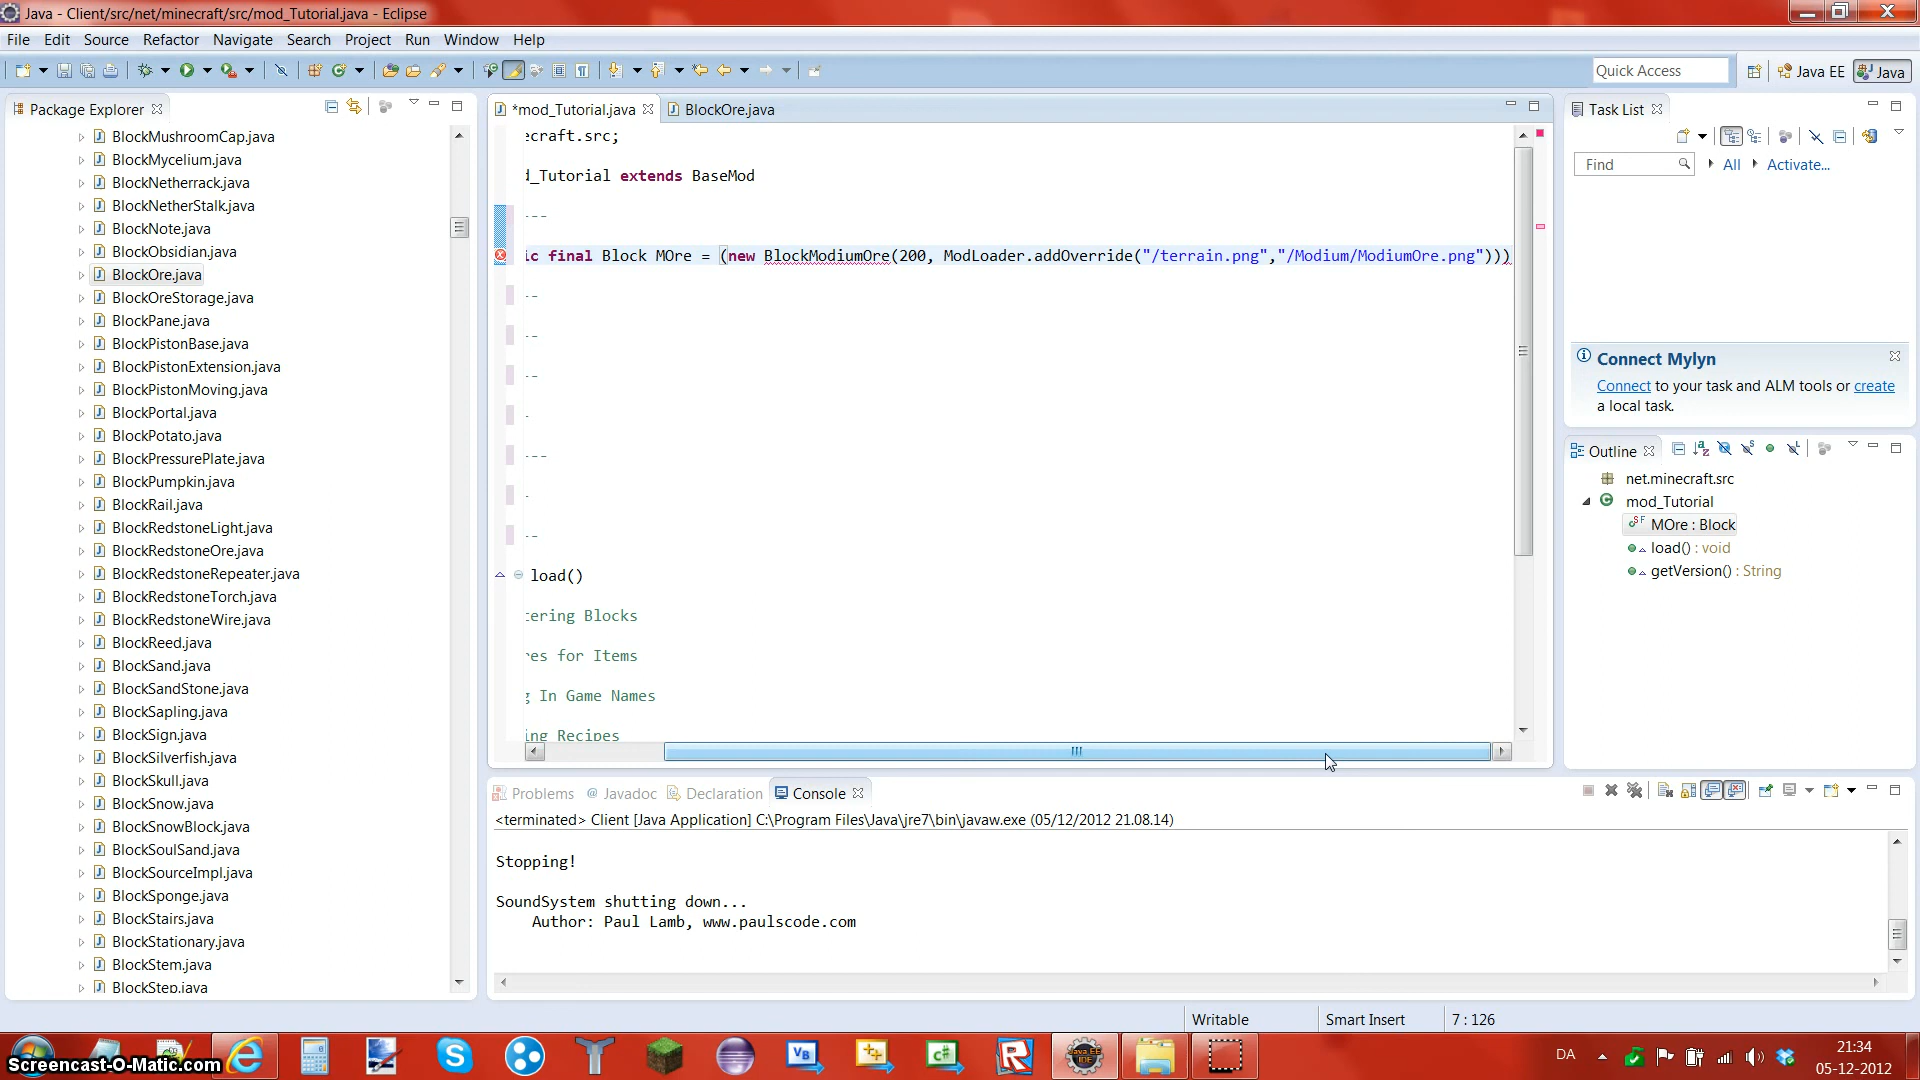 Java - Client/src/net/minecraft/src/mod_Tutorial.java - Eclipse
File Edit Source Refactor Navigate Search Project Run Window Help
Quick Access
Java EE
Java
Package Explorer
BlockMushroomCap.java
BlockMycelium.java
BlockNetherrack.java
BlockNetherStalk.java
BlockNote.java
BlockObsidian.java
BlockOre.java
BlockOreStorage.java
BlockPane.java
BlockPistonBase.java
BlockPistonExtension.java
BlockPistonMoving.java
BlockPortal.java
BlockPotato.java
BlockPressurePlate.java
BlockPumpkin.java
BlockRail.java
BlockRedstoneLight.java
BlockRedstoneOre.java
BlockRedstoneRepeater.java
BlockRedstoneTorch.java
BlockRedstoneWire.java
BlockReed.java
BlockSand.java
BlockSandStone.java
BlockSapling.java
BlockSign.java
BlockSilverfish.java
BlockSkull.java
BlockSnow.java
BlockSnowBlock.java
BlockSoulSand.java
BlockSourceImpl.java
BlockSponge.java
BlockStairs.java
BlockStationary.java
BlockStem.java
BlockStep.java
*mod_Tutorial.java
BlockOre.java
ecraft.src;
d_Tutorial extends BaseMod
---
ic final Block MOre = (new BlockModiumOre(200, ModLoader.addOverride("/terrain.png","/Modium/ModiumOre.png")))
--
--
--
-
---
-
--
load()
tering Blocks
res for Items
g In Game Names
ing Recipes
Task List
Find
All
Activate...
Connect Mylyn
Connect to your task and ALM tools or create
a local task.
Outline
net.minecraft.src
mod_Tutorial
MOre : Block
load() : void
getVersion() : String
Problems
@ Javadoc
Declaration
Console
<terminated> Client [Java Application] C:\Program Files\Java\jre7\bin\javaw.exe (05/12/2012 21.08.14)
Stopping!
SoundSystem shutting down...
Author: Paul Lamb, www.paulscode.com
Writable
Smart Insert
7 : 126
Screencast-O-Matic.com
DA
21:34
05-12-2012